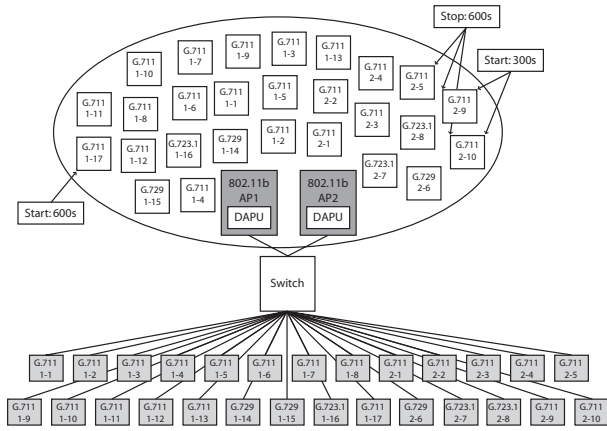 Stop: 600s
Start: 300s
G.711
1-10
G.711
1-7
G.711
1-9
G.711
1-3
G.711
1-13
G.711
2-4
G.711
2-5
G.711
2-9
G.711
1-11
G.711
1-8
G.711
1-6
G.711
1-1
G.711
1-5
G.711
2-2
G.711
2-3
G.723.1
2-8
G.711
2-10
G.711
1-17
G.711
1-12
G.723.1
1-16
G.729
1-14
G.711
1-2
G.711
2-1
G.723.1
2-7
G.729
2-6
G.729
1-15
G.711
1-4
Start: 600s
802.11b
AP1
DAPU
802.11b
AP2
DAPU
Switch
G.711
1-1
G.711
1-2
G.711
1-3
G.711
1-4
G.711
1-5
G.711
1-6
G.711
1-7
G.711
1-8
G.711
2-1
G.711
2-2
G.711
2-3
G.711
2-4
G.711
2-5
G.711
1-9
G.711
1-10
G.711
1-11
G.711
1-12
G.711
1-13
G.729
1-14
G.729
1-15
G.723.1
1-16
G.711
1-17
G.729
2-6
G.723.1
2-7
G.723.1
2-8
G.711
2-9
G.711
2-10